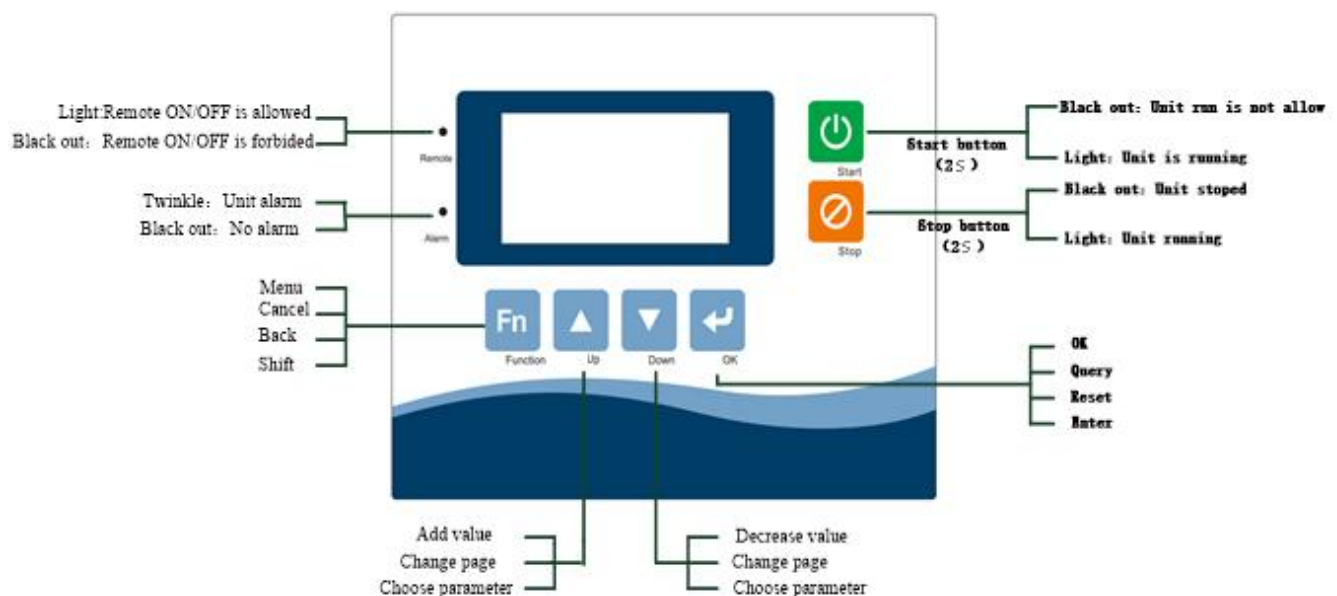 Light:Remote ON/OFF is allowed
Black out: Remote ON/OFF is forbided
Twinkle: Unit alarm
Black out: No alarm
Menu
Cancel
Back
Shift
Remote
Alarm
Start
Stop
Start button
(2S)
Stop button
(2S)
Black out: Unit run is not allow
Light: Unit is running
Black out: Unit stoped
Light: Unit running
Fn
Function
Up
Down
OK
OK
Query
Reset
Enter
Add value
Change page
Choose parameter
Decrease value
Change page
Choose parameter